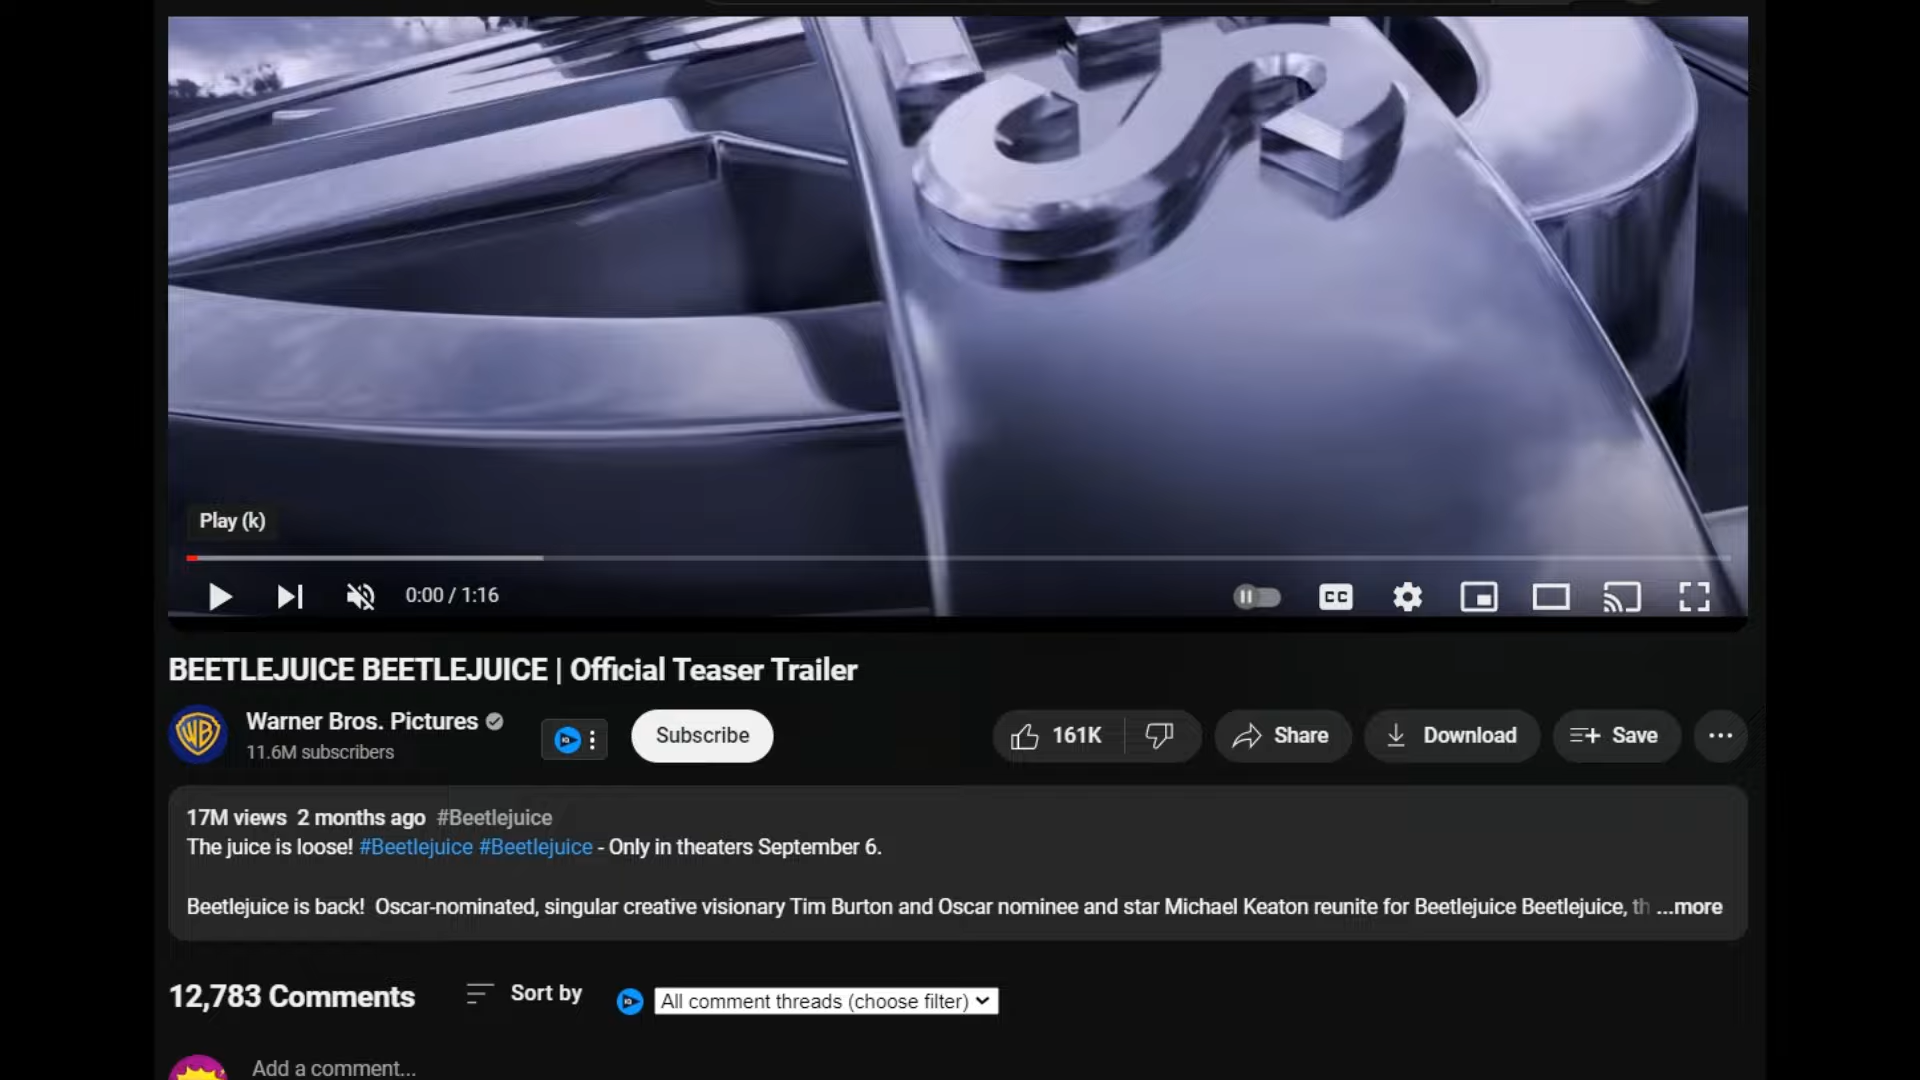 Play (k)
0:00 / 1:16
CC
BEETLEJUICE BEETLEJUICE | Official Teaser Trailer
WB
Warner Bros. Pictures
11.6M subscribers
Subscribe
161K
Share
Download
Save
17M views 2 months ago #Beetlejuice
The juice is loose! #Beetlejuice #Beetlejuice - Only in theaters September 6.
Beetlejuice is back! Oscar-nominated, singular creative visionary Tim Burton and Oscar nominee and star Michael Keaton reunite for Beetlejuice Beetlejuice, th ...more
12,783 Comments
Sort by
All comment threads (choose filter)
Add a comment...